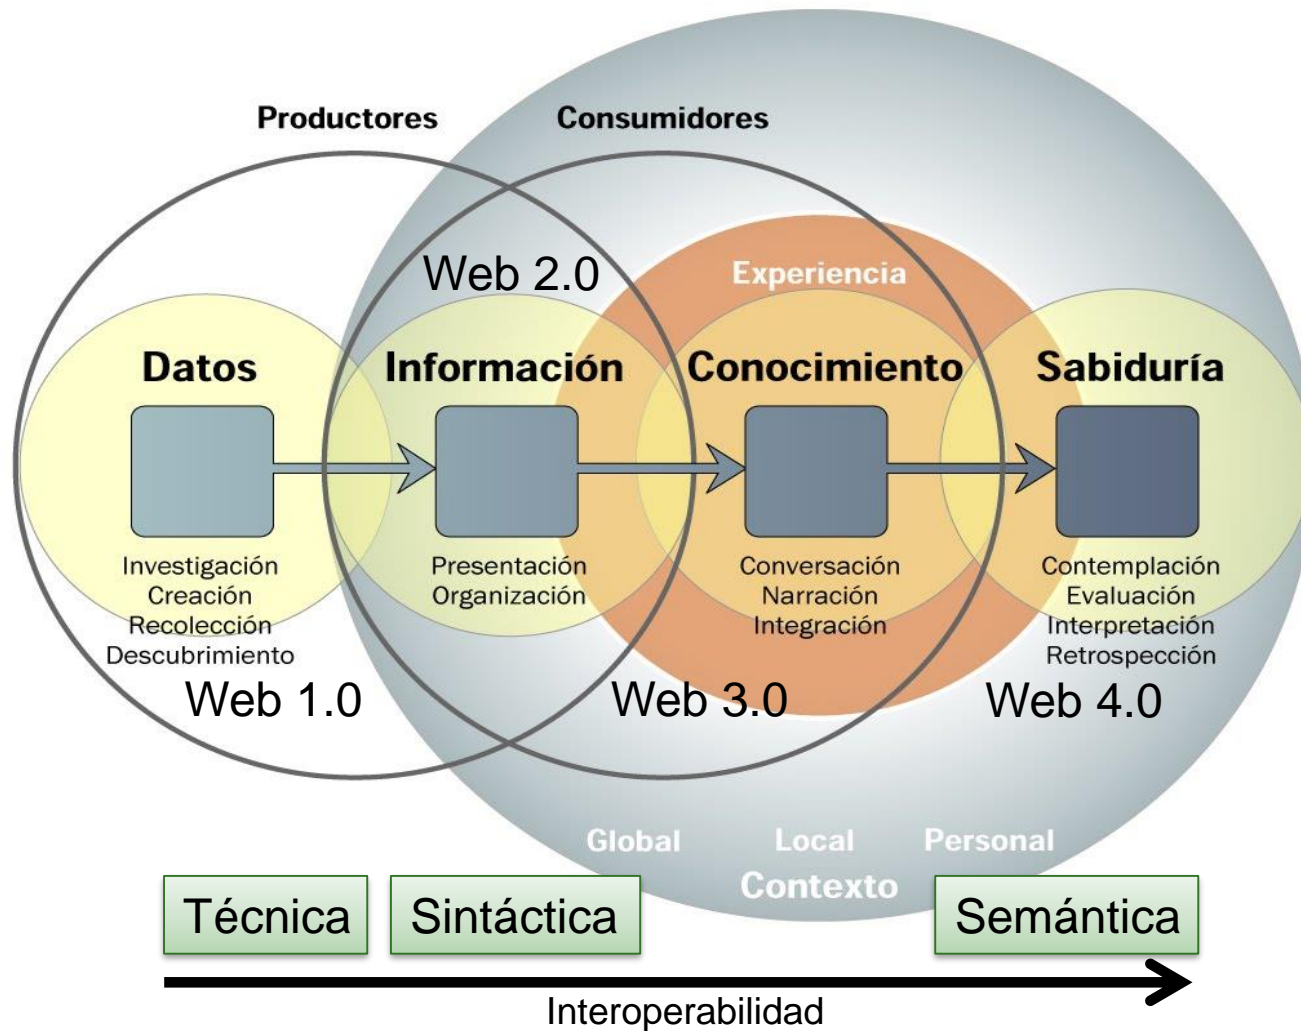 Productores
Consumidores
Web 2.0
Experiencia
Datos
Información
Conocimiento
Sabiduría
Investigación
Creación
Recolección
Descubrimiento
Presentación
Organización
Conversación
Narración
Integración
Contemplación
Evaluación
Interpretación
Retrospección
Web 1.0
Web 3.0
Web 4.0
Global
Local
Personal
Contexto
Técnica
Sintáctica
Semántica
Interoperabilidad